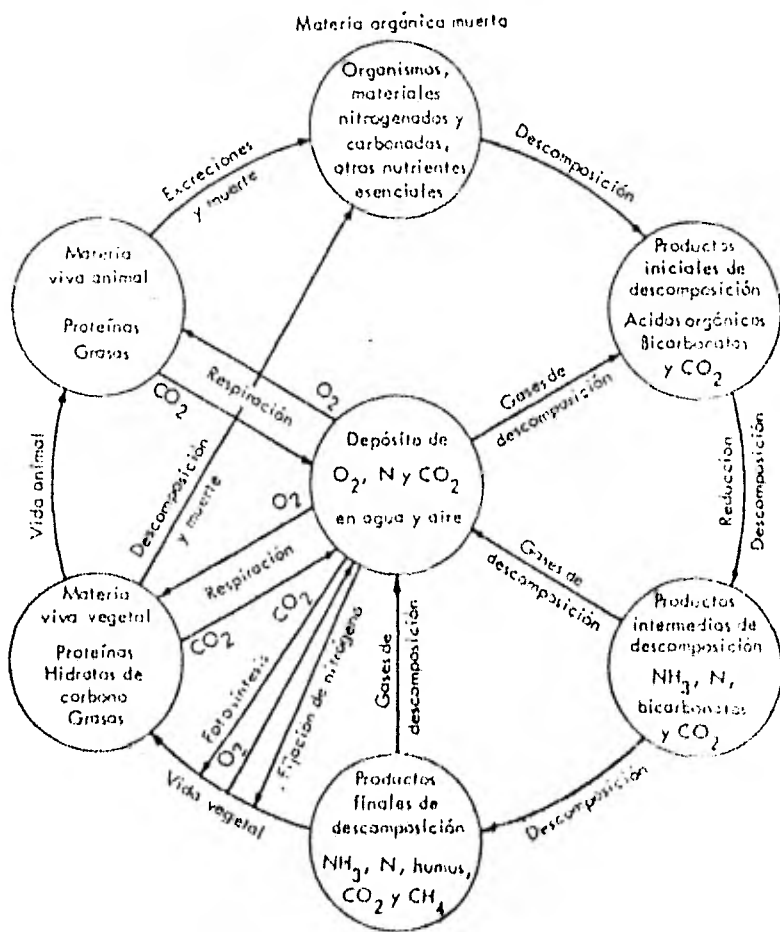 Materia orgánica muerta
Organismos,
materiales
nitrogenados y
carbonados,
otros nutrientes
esenciales
Excreciones
y muerte
Descomposición
Materia
viva animal
Proteínas
Grasas
Productos
iniciales de
descomposición
Acidos orgánicos
Bicarbonatos
y CO₂
Respiración
O₂
CO₂
Gases de
descomposición
Depósito de
O₂, N y CO₂
en agua y aire
Vida animal
Descomposición
y muerte
Reducción
Descomposición
O₂
Respiración
CO₂
Gases de
descomposición
Materia
viva vegetal
Proteínas
Hidratos de
carbono
Grasas
CO₂
Fotosíntesis
O₂
Fijación de nitrógeno
Gases de
descomposición
Productos
intermedios de
descomposición
NH₃, N,
bicarbonatos
y CO₂
Vida vegetal
Productos
finales de
descomposición
NH₃, N, humus,
CO₂ y CH₄
Descomposición